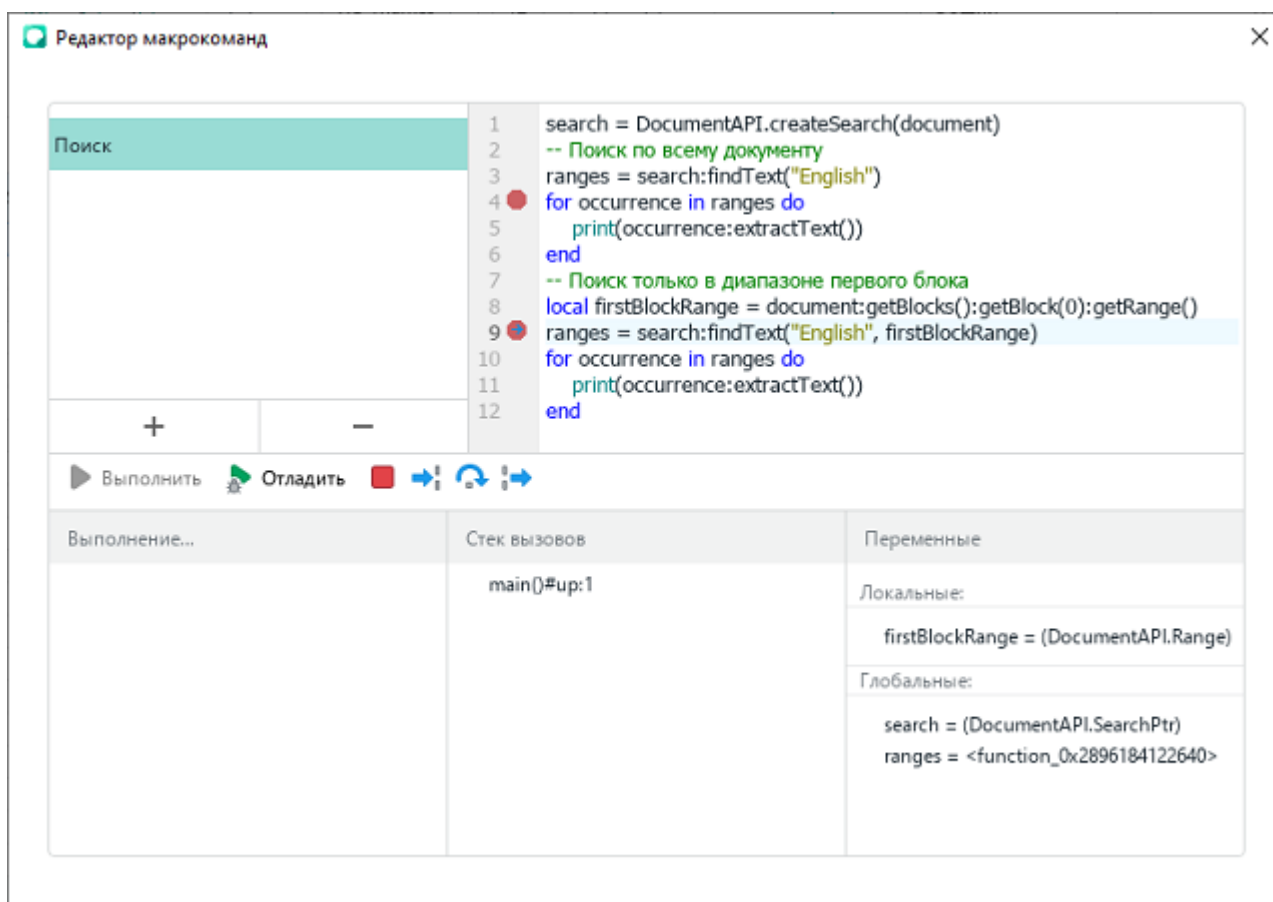 Редактор макрокоманд
Поиск
1 search = DocumentAPI.createSearch(document)
2 -- Поиск по всему документу
3 ranges = search:findText("English")
4 for occurrence in ranges do
5 print(occurrence:extractText())
6 end
7 -- Поиск только в диапазоне первого блока
8 local firstBlockRange = document:getBlocks():getBlock(0):getRange()
9 ranges = search:findText("English", firstBlockRange)
10 for occurrence in ranges do
11 print(occurrence:extractText())
12 end
+ −
Выполнить Отладить
Выполнение... Стек вызовов Переменные
main()#up:1
Локальные:
firstBlockRange = (DocumentAPI.Range)
Глобальные:
search = (DocumentAPI.SearchPtr)
ranges = <function_0x2896184122640>